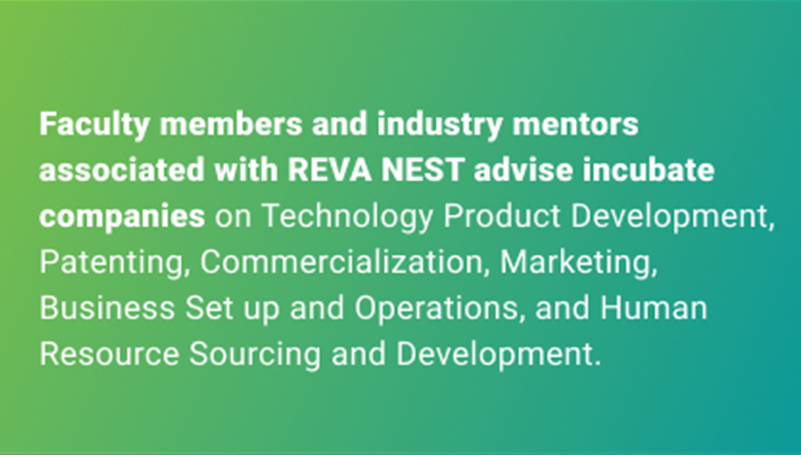 Faculty members and industry mentors
associated with REVA NEST advise incubate
companies on Technology Product Development,
Patenting, Commercialization, Marketing,
Business Set up and Operations, and Human
Resource Sourcing and Development.